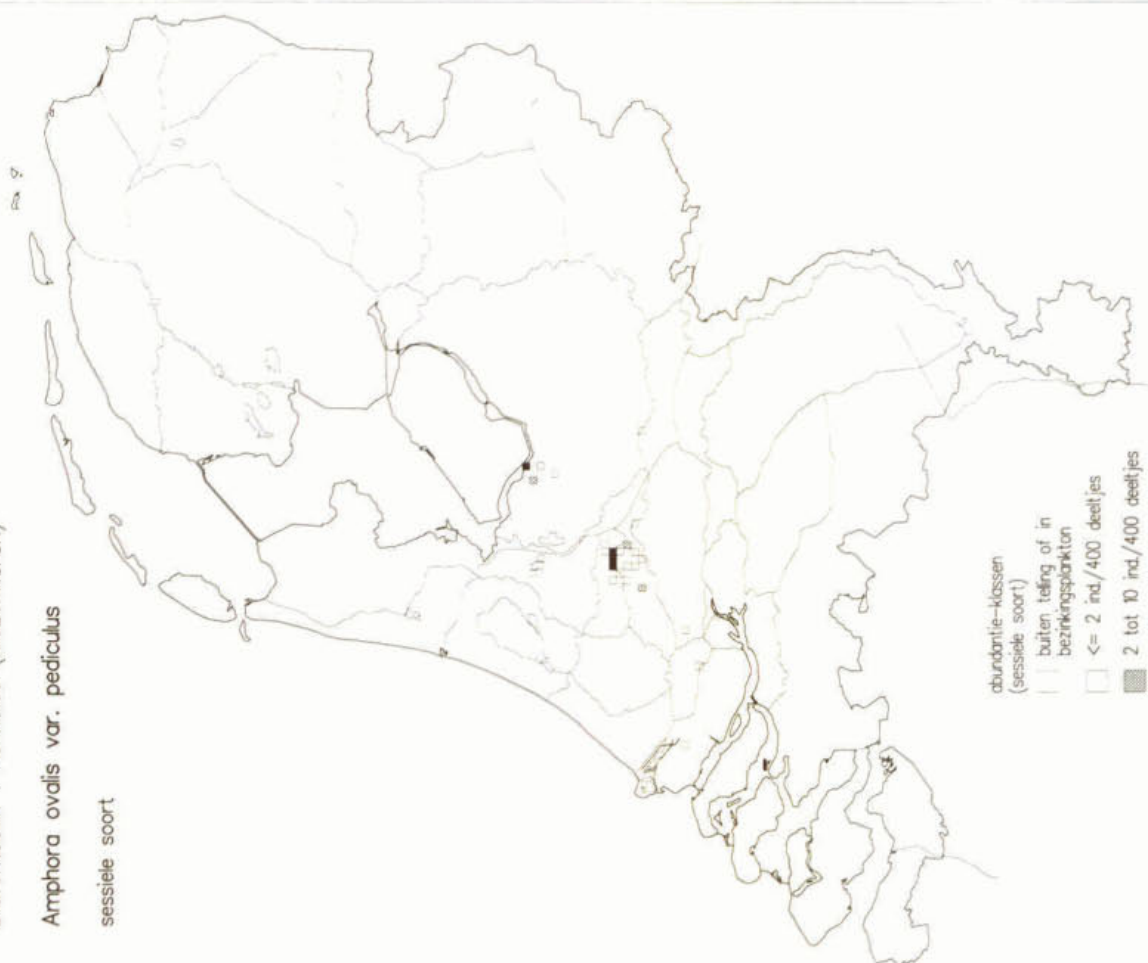 Amphora ovalis var. pediculus
sessiele soort
abundantie-klassen
(sessiele soort)
buiten telling of in
bezinkingsplankton
<= 2 ind./400 deeltjes
2 tot 10 ind./400 deeltjes